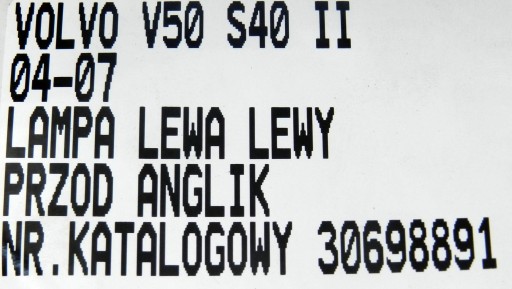 VOLVO V50 S40 II
04-07
LAMPA LEWA LEWY
PRZOD ANGLIK
NR.KATALOGOWY 30698891